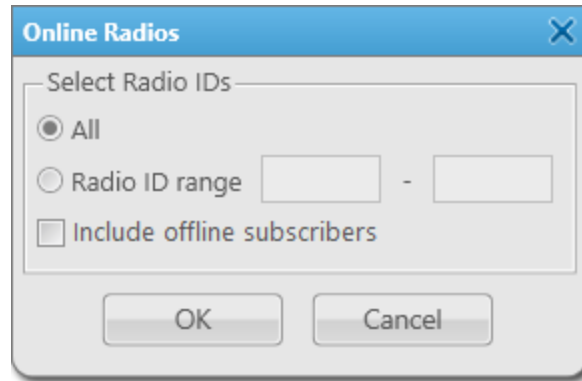 Online Radios
Select Radio IDs
All
Radio ID range -
Include offline subscribers
OK Cancel